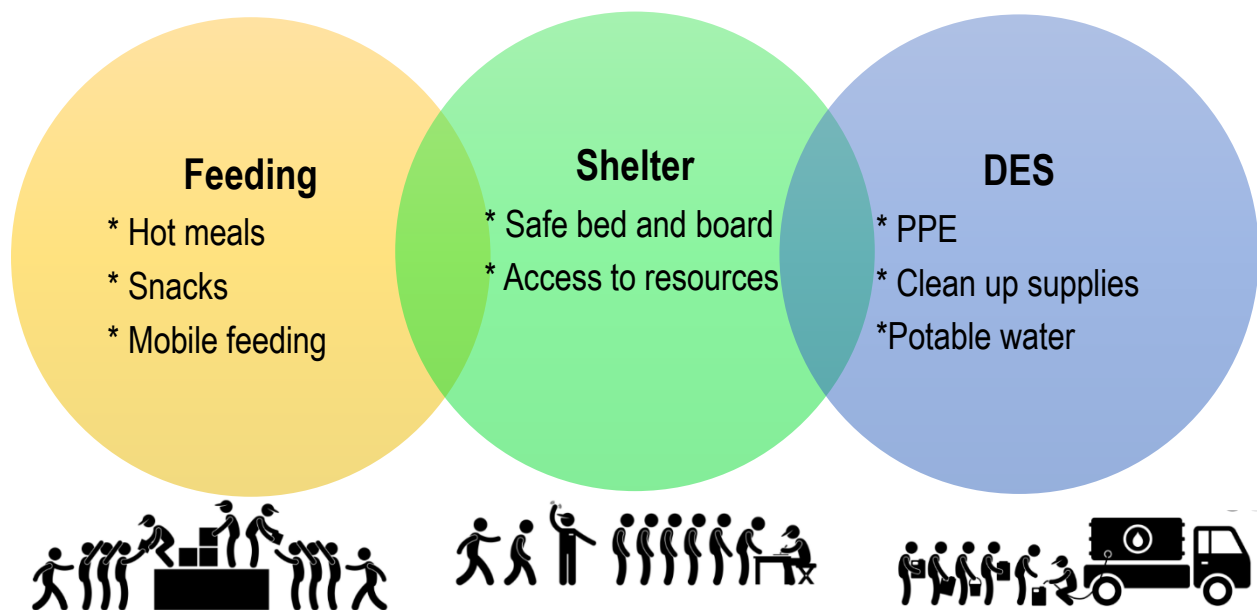 Feeding
* Hot meals
* Snacks
* Mobile feeding
Shelter
* Safe bed and board
* Access to resources
DES
* PPE
* Clean up supplies
*Potable water